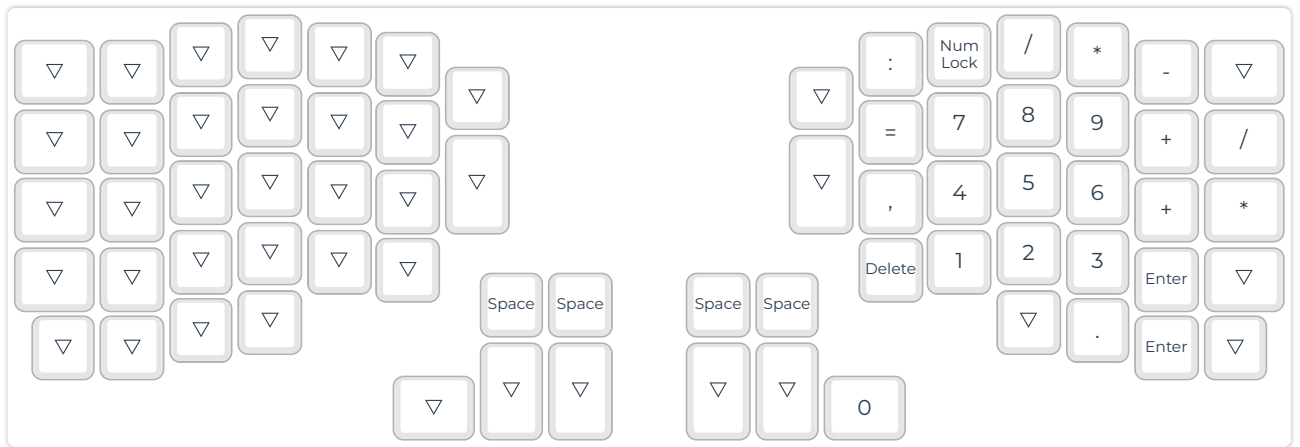 ▽ ▽ ▽ ▽ ▽ ▽ ▽ ▽ : Num Lock / * - ▽
▽ ▽ ▽ ▽ ▽ ▽ ▽ ▽ = 7 8 9 + /
▽ ▽ ▽ ▽ ▽ ▽ , 4 5 6 + *
▽ ▽ ▽ ▽ ▽ ▽ Delete 1 2 3 Enter ▽
Space Space Space Space
▽ ▽ ▽ ▽ ▽ . Enter ▽
▽ ▽ ▽ ▽ ▽ 0